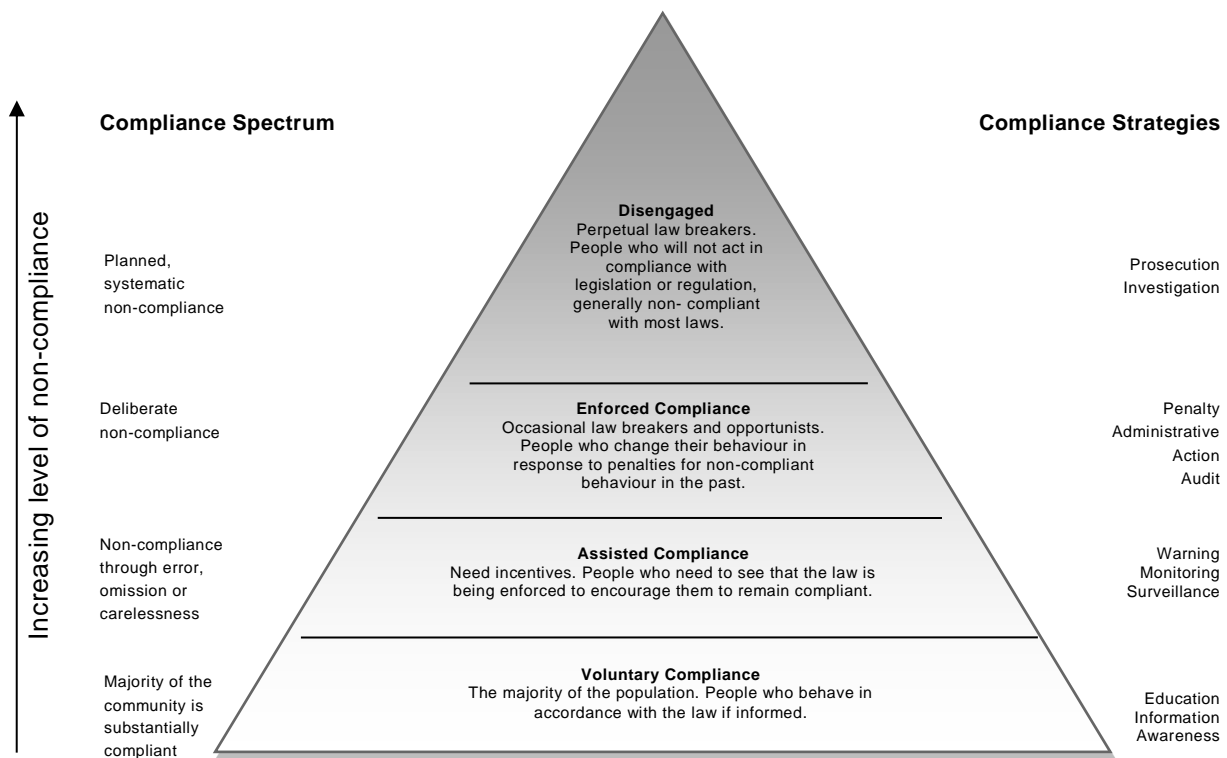 Compliance Spectrum
Compliance Strategies
Increasing level of non-compliance
Planned,
systematic
non-compliance
Disengaged
Perpetual law breakers.
People who will not act in
compliance with
legislation or regulation,
generally non- compliant
with most laws.
Prosecution
Investigation
Deliberate
non-compliance
Enforced Compliance
Occasional law breakers and opportunists.
People who change their behaviour in
response to penalties for non-compliant
behaviour in the past.
Penalty
Administrative
Action
Audit
Non-compliance
through error,
omission or
carelessness
Assisted Compliance
Need incentives. People who need to see that the law is
being enforced to encourage them to remain compliant.
Warning
Monitoring
Surveillance
Majority of the
community is
substantially
compliant
Voluntary Compliance
The majority of the population. People who behave in
accordance with the law if informed.
Education
Information
Awareness